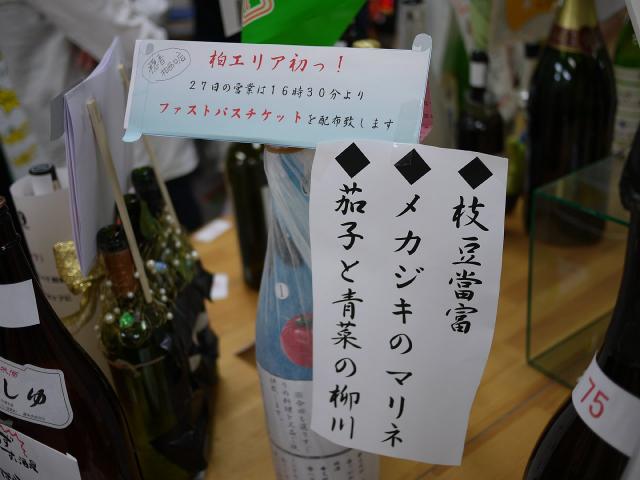 柏エリア初っ！
27日の営業は16時30分より
ファストパスチケットを配布致します
◆枝豆當富
◆メカジキのマリネ
◆茄子と青菜の柳川
しゆ
75